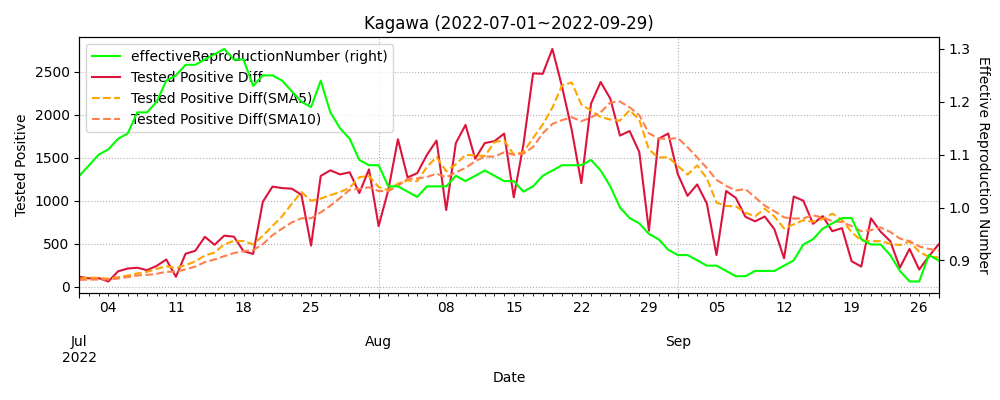 Kagawa (2022-07-01~2022-09-29)
effectiveReproductionNumber (right)
Tested Positive Diff
Tested Positive Diff(SMA5)
Tested Positive Diff(SMA10)
Tested Positive
2500
2000
1500
1000
500
0
1.3
1.2
1.1
1.0
0.9
Effective Reproduction Number
04 11 18 25 08 15 22 29 05 12 19 26
Jul Aug Sep
2022
Date